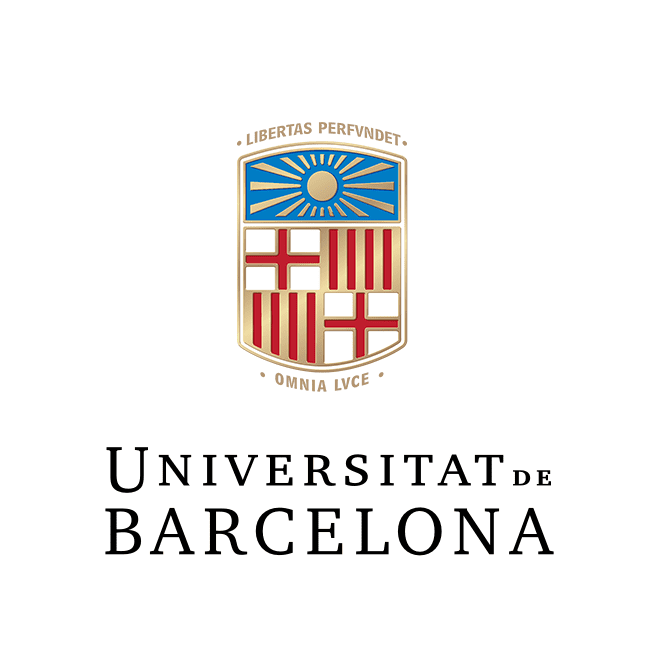 · LIBERTAS PERFVNDET ·
· OMNIA LVCE ·
UNIVERSITAT DE
BARCELONA